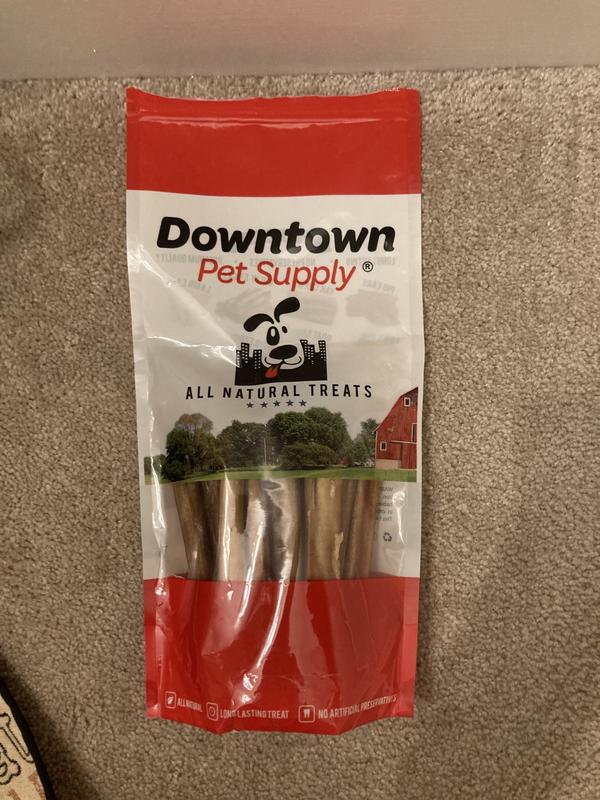 Downtown
Pet Supply®
ALL NATURAL TREATS
ALL NATURAL
LONG LASTING TREAT
NO ARTIFICIAL PRESERVATIVES